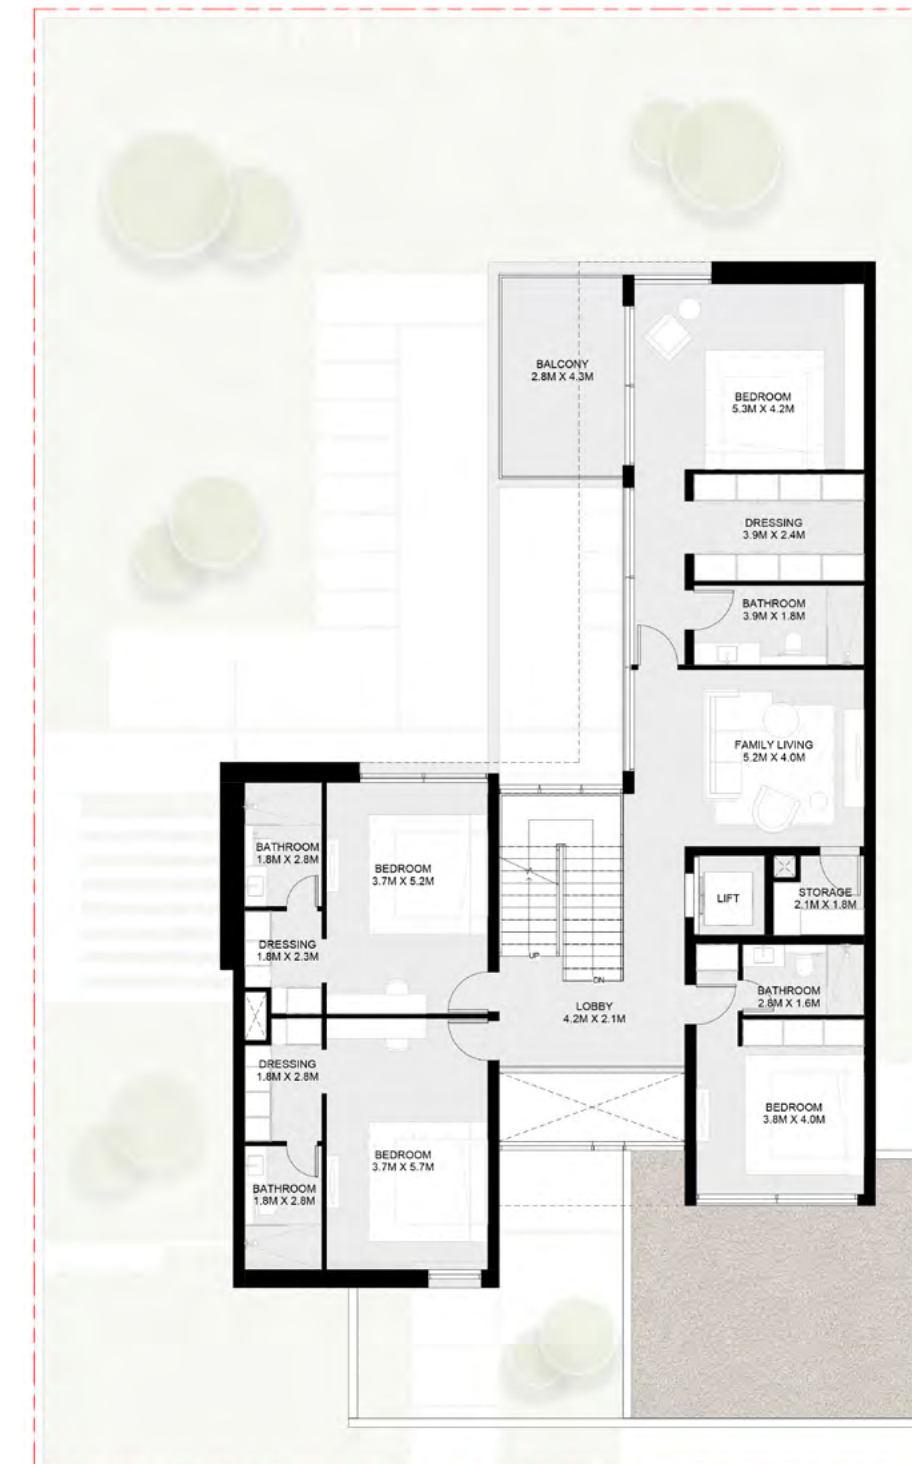 BALCONY
2.8M X 4.3M
BEDROOM
5.3M X 4.2M
DRESSING
3.9M X 2.4M
BATHROOM
3.9M X 1.8M
FAMILY LIVING
5.2M X 4.0M
BATHROOM
1.8M X 2.8M
BEDROOM
3.7M X 5.2M
LIFT
STORAGE
2.1M X 1.8M
DRESSING
1.8M X 2.3M
UP
DN
BATHROOM
2.8M X 1.6M
LOBBY
4.2M X 2.1M
DRESSING
1.8M X 2.8M
BEDROOM
3.8M X 4.0M
BEDROOM
3.7M X 5.7M
BATHROOM
1.8M X 2.8M